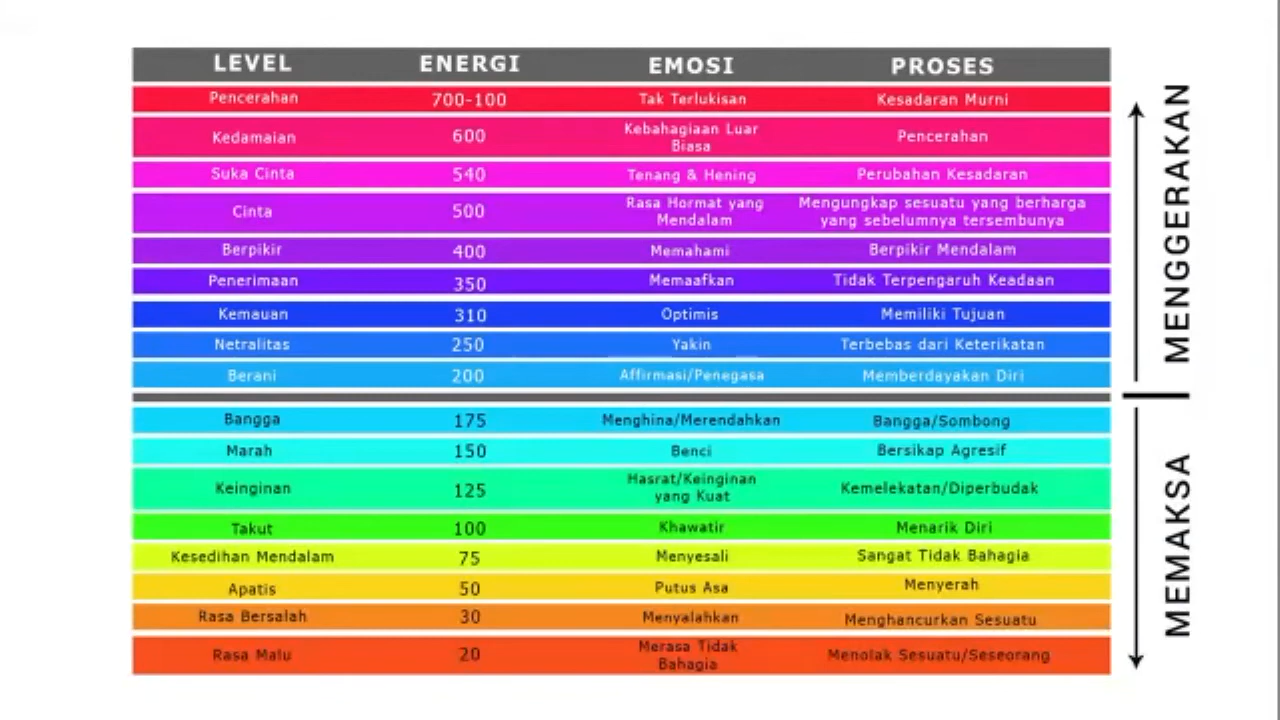 LEVEL ENERGI EMOSI PROSES
Pencerahan 700-100 Tak Terlukisan Kesadaran Murni
Kedamaian 600 Kebahagiaan Luar Biasa Pencerahan
Suka Cinta 540 Tenang & Hening Perubahan Kesadaran
Cinta 500 Rasa Hormat yang Mendalam Mengungkap sesuatu yang berharga yang sebelumnya tersembunya
Berpikir 400 Memahami Berpikir Mendalam
Penerimaan 350 Memaafkan Tidak Terpengaruh Keadaan
Kemauan 310 Optimis Memiliki Tujuan
Netralitas 250 Yakin Terbebas dari Keterikatan
Berani 200 Affirmasi/Penegasa Memberdayakan Diri
Bangga 175 Menghina/Merendahkan Bangga/Sombong
Marah 150 Benci Bersikap Agresif
Keinginan 125 Hasrat/Keinginan yang Kuat Kemelekatan/Diperbudak
Takut 100 Khawatir Menarik Diri
Kesedihan Mendalam 75 Menyesali Sangat Tidak Bahagia
Apatis 50 Putus Asa Menyerah
Rasa Bersalah 30 Menyalahkan Menghancurkan Sesuatu
Rasa Malu 20 Merasa Tidak Bahagia Menolak Sesuatu/Seseorang
MENGGERAKAN
MEMAKSA